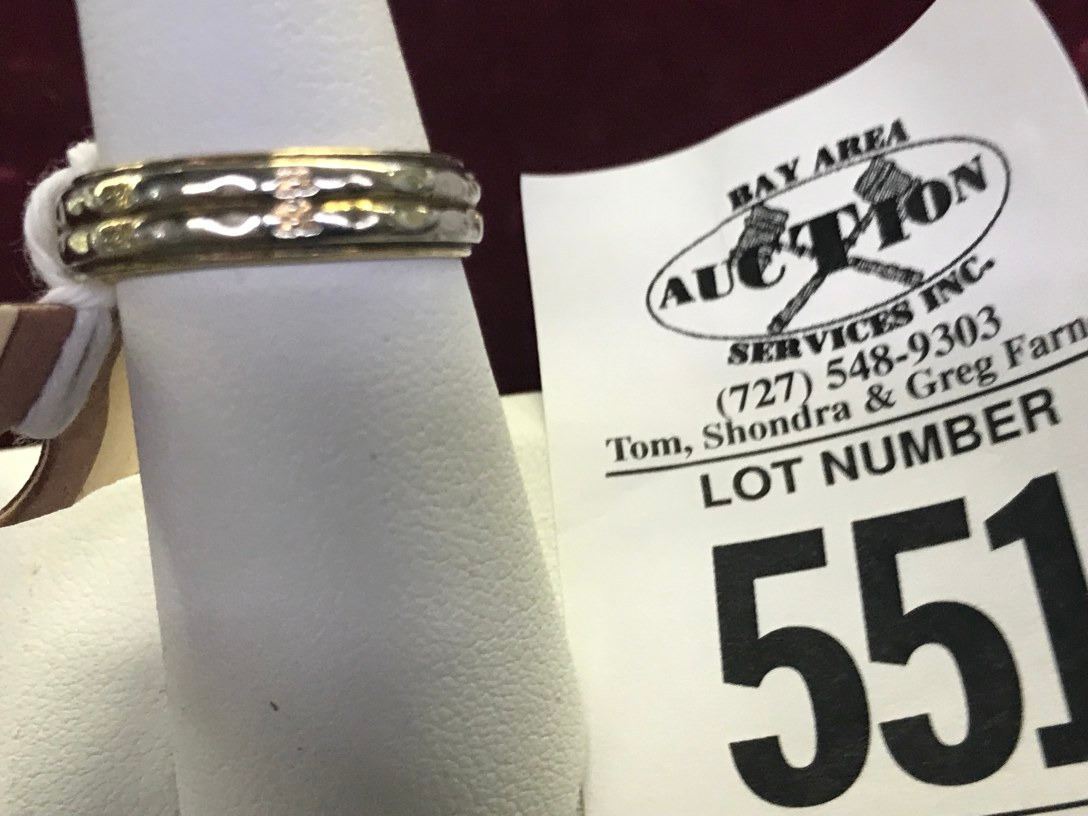 BAY AREA
AUCTION
SERVICES INC.
(727) 548-9303
Tom, Shondra & Greg Farn
LOT NUMBER
551